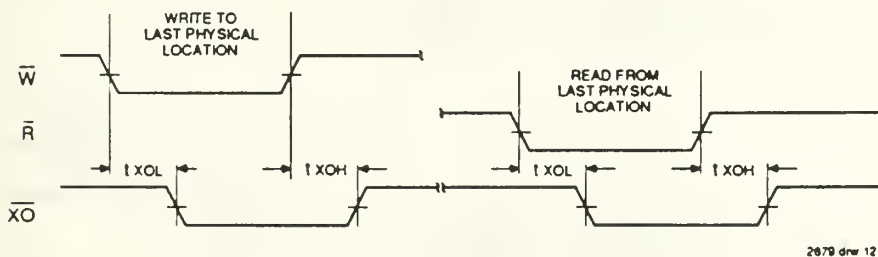 WRITE TO
LAST PHYSICAL
LOCATION
W
READ FROM
LAST PHYSICAL
LOCATION
R
t XOL
t XOH
t XOL
t XOH
XO
2679 drw 12